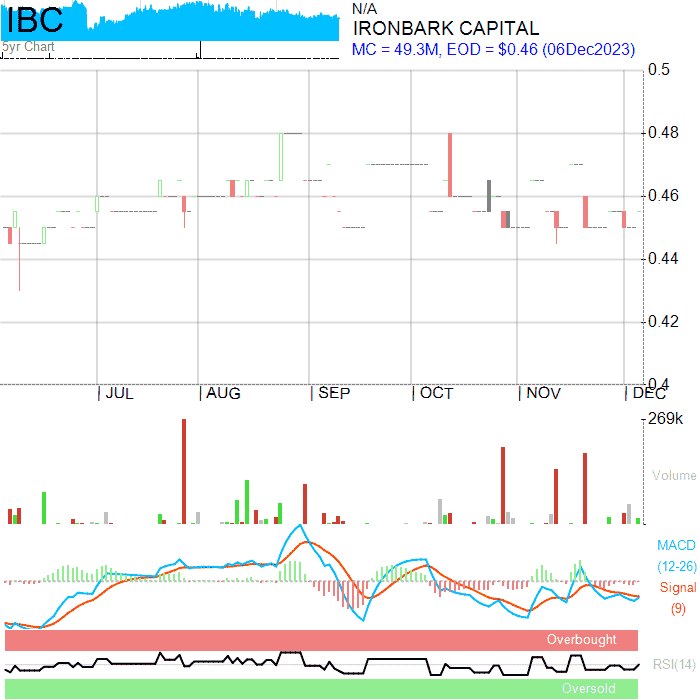 IBC
5yr Chart
N/A
IRONBARK CAPITAL
MC = 49.3M, EOD = $0.46 (06Dec2023)
0.5
0.48
0.46
0.44
0.42
0.4
JUL
AUG
SEP
OCT
NOV
DEC
269k
Volume
MACD
(12-26)
Signal
(9)
Overbought
RSI(14)
Oversold